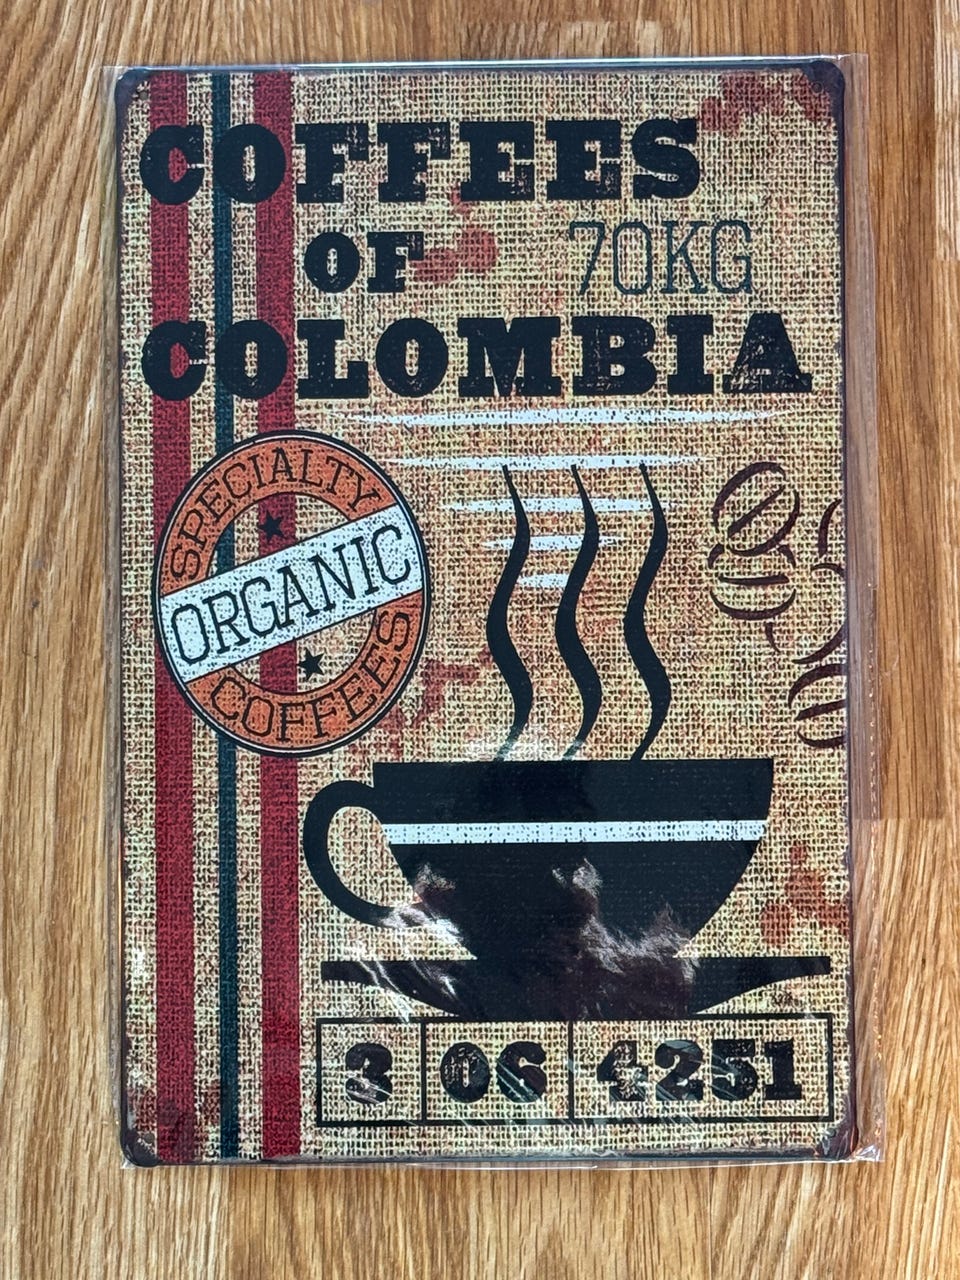 COFFEES
OF
70KG
COLOMBIA
SPECIALTY
ORGANIC
COFFEES
3 06 4251